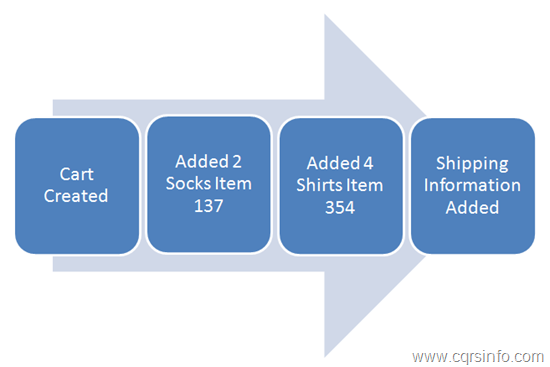 Cart
Created
Added 2
Socks Item
137
Added 4
Shirts Item
354
Shipping
Information
Added
www.cqrsinfo.com